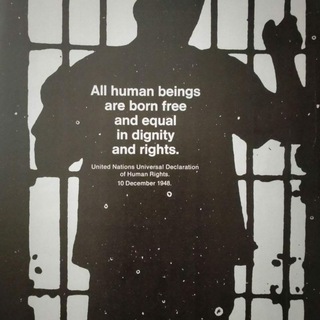 All human beings
are born free
and equal
in dignity
and rights.
United Nations Universal Declaration
of Human Rights.
10 December 1948.